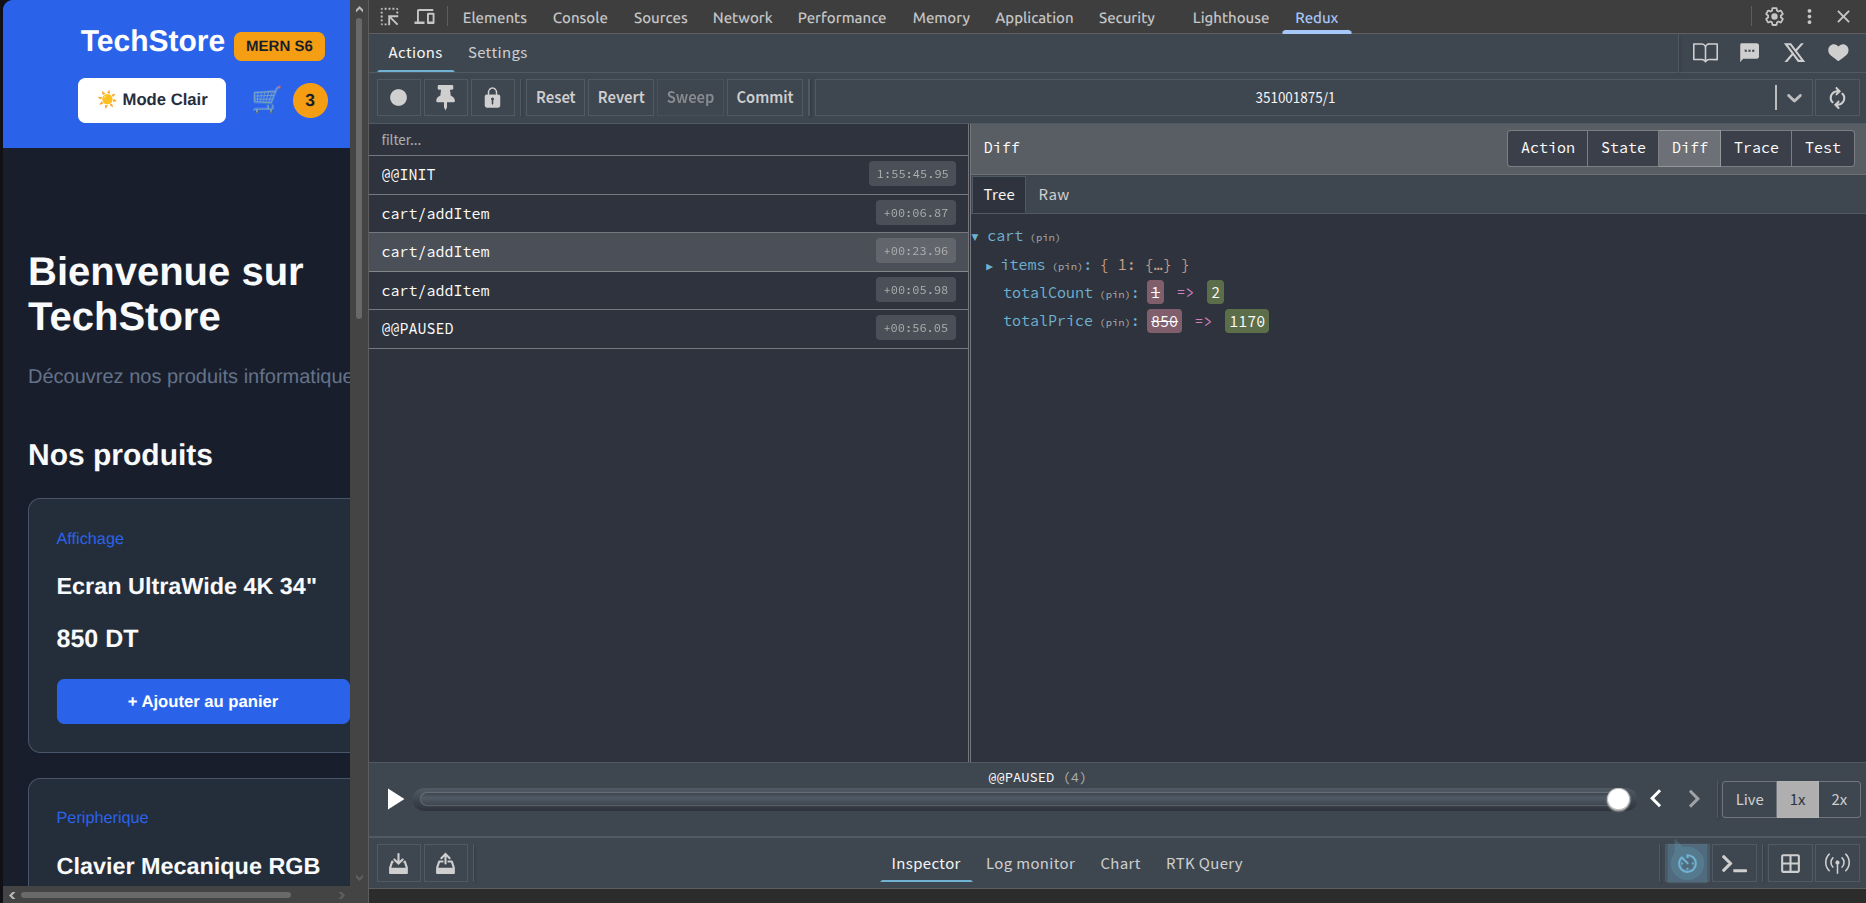 TechStore MERN S6
☀️ Mode Clair 🛒 3
Bienvenue sur
TechStore
Découvrez nos produits informatique
Nos produits
Affichage
Ecran UltraWide 4K 34"
850 DT
+ Ajouter au panier
Peripherique
Clavier Mecanique RGB
Elements Console Sources Network Performance Memory Application Security Lighthouse Redux
Actions Settings
Reset Revert Sweep Commit 351001875/1
filter...
@@INIT 1:55:45.95
cart/addItem +00:06.87
cart/addItem +00:23.96
cart/addItem +00:05.98
@@PAUSED +00:56.05
Diff Action State Diff Trace Test
Tree Raw
▼ cart (pin)
▶ items (pin): { 1: {…} }
totalCount (pin): 1 => 2
totalPrice (pin): 850 => 1170
@@PAUSED (4)
Live 1x 2x
Inspector Log monitor Chart RTK Query